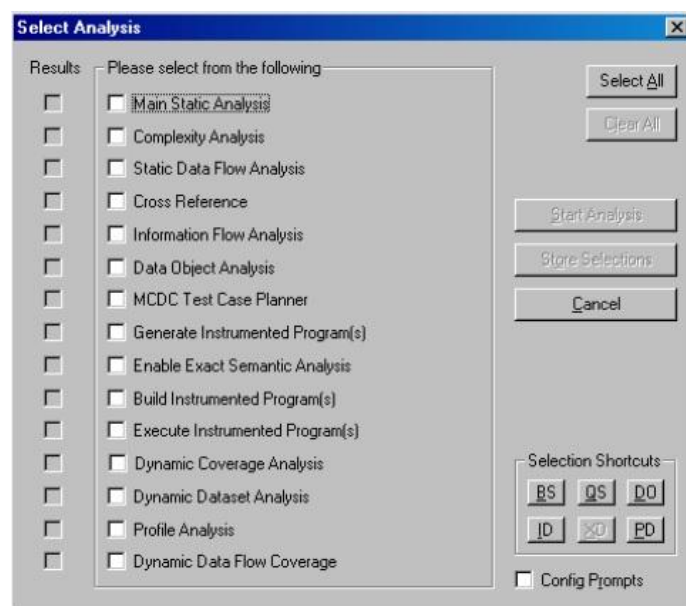 Select Analysis
Results
Please select from the following
Main Static Analysis
Complexity Analysis
Static Data Flow Analysis
Cross Reference
Information Flow Analysis
Data Object Analysis
MCDC Test Case Planner
Generate Instrumented Program(s)
Enable Exact Semantic Analysis
Build Instrumented Program(s)
Execute Instrumented Program(s)
Dynamic Coverage Analysis
Dynamic Dataset Analysis
Profile Analysis
Dynamic Data Flow Coverage
Select All
Clear All
Start Analysis
Store Selections
Cancel
Selection Shortcuts
BS QS DO
ID XD PD
Config Prompts